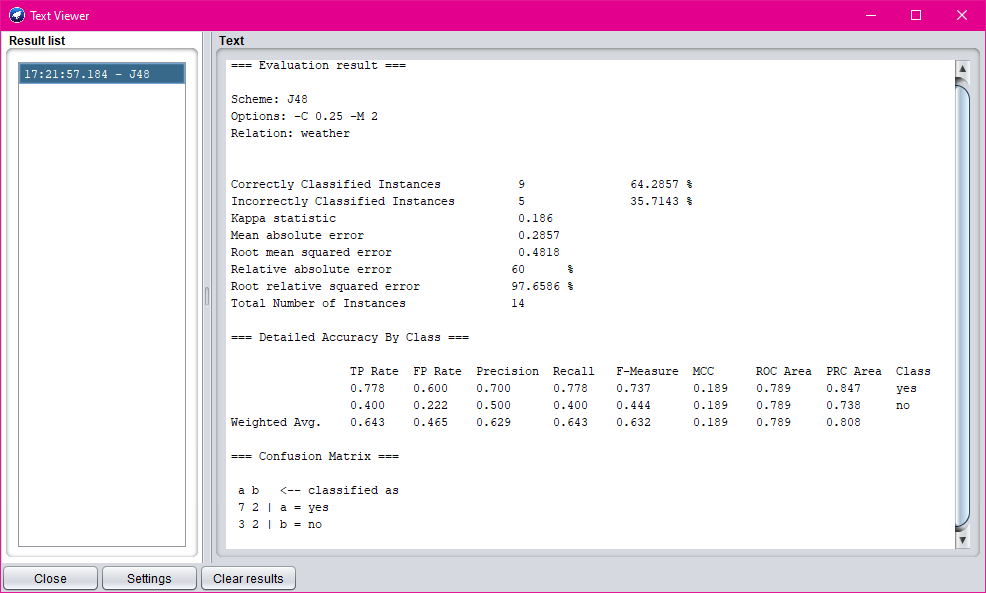 Text Viewer
Result list
17:21:57.184 - J48
Text
=== Evaluation result ===
Scheme: J48
Options: -C 0.25 -M 2
Relation: weather
Correctly Classified Instances 9 64.2857 %
Incorrectly Classified Instances 5 35.7143 %
Kappa statistic 0.186
Mean absolute error 0.2857
Root mean squared error 0.4818
Relative absolute error 60 %
Root relative squared error 97.6586 %
Total Number of Instances 14
=== Detailed Accuracy By Class ===
TP Rate FP Rate Precision Recall F-Measure MCC ROC Area PRC Area Class
0.778 0.600 0.700 0.778 0.737 0.189 0.789 0.847 yes
0.400 0.222 0.500 0.400 0.444 0.189 0.789 0.738 no
Weighted Avg. 0.643 0.465 0.629 0.643 0.632 0.189 0.789 0.808
=== Confusion Matrix ===
a b <-- classified as
7 2 | a = yes
3 2 | b = no
Close Settings Clear results